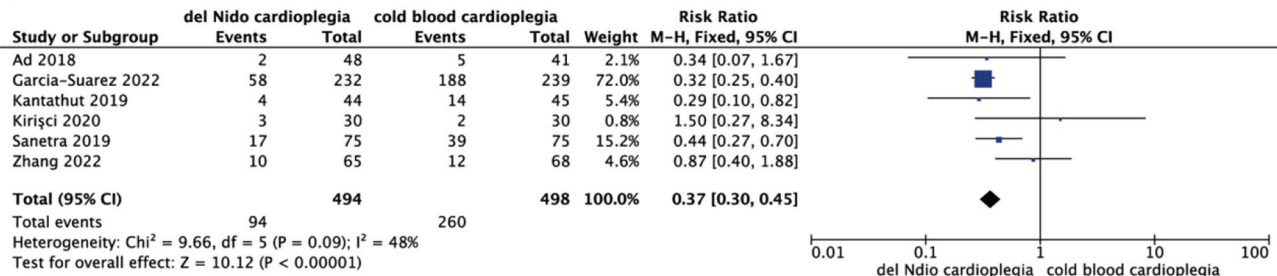 del Nido cardioplegia cold blood cardioplegia Risk Ratio Risk Ratio
Study or Subgroup Events Total Events Total Weight M-H, Fixed, 95% CI M-H, Fixed, 95% CI
Ad 2018 2 48 5 41 2.1% 0.34 [0.07, 1.67]
Garcia-Suarez 2022 58 232 188 239 72.0% 0.32 [0.25, 0.40]
Kantathut 2019 4 44 14 45 5.4% 0.29 [0.10, 0.82]
Kirişci 2020 3 30 2 30 0.8% 1.50 [0.27, 8.34]
Sanetra 2019 17 75 39 75 15.2% 0.44 [0.27, 0.70]
Zhang 2022 10 65 12 68 4.6% 0.87 [0.40, 1.88]
Total (95% CI) 494 498 100.0% 0.37 [0.30, 0.45]
Total events 94 260
Heterogeneity: Chi² = 9.66, df = 5 (P = 0.09); I² = 48%
Test for overall effect: Z = 10.12 (P < 0.00001)
0.01 0.1 1 10 100
del Ndio cardioplegia cold blood cardioplegia